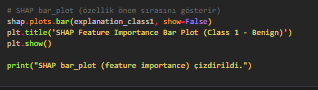 # SHAP bar_plot (özellik önem sırasını gösterir)
shap.plots.bar(explanation_class1, show=False)
plt.title('SHAP Feature Importance Bar Plot (Class 1 - Benign)')
plt.show()
print("SHAP bar_plot (feature importance) çizdirildi.")